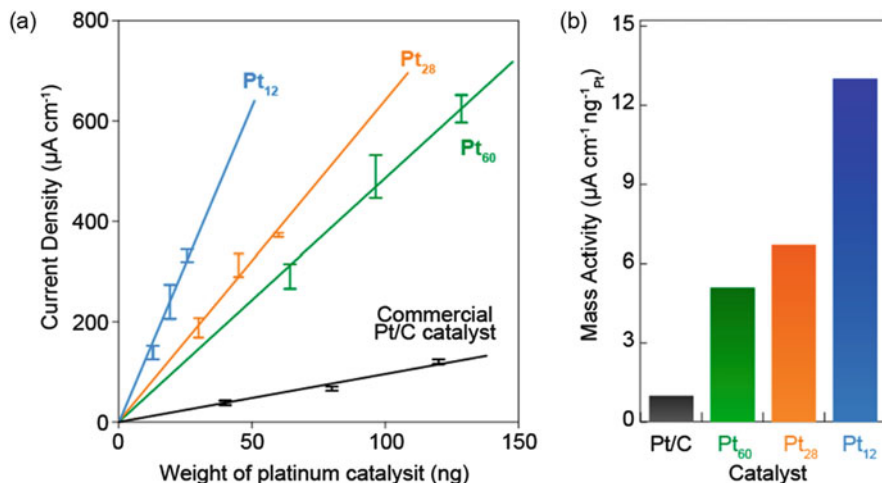 (a)
800
600
400
200
0
0 50 100 150
Current Density (µA cm⁻¹)
Weight of platinum catalysit (ng)
Pt₁₂
Pt₂₈
Pt₆₀
Commercial
Pt/C catalyst
(b)
15
12
9
6
3
0
Mass Activity (µA cm⁻¹ ng⁻¹Pt)
Pt/C Pt₆₀ Pt₂₈ Pt₁₂
Catalyst